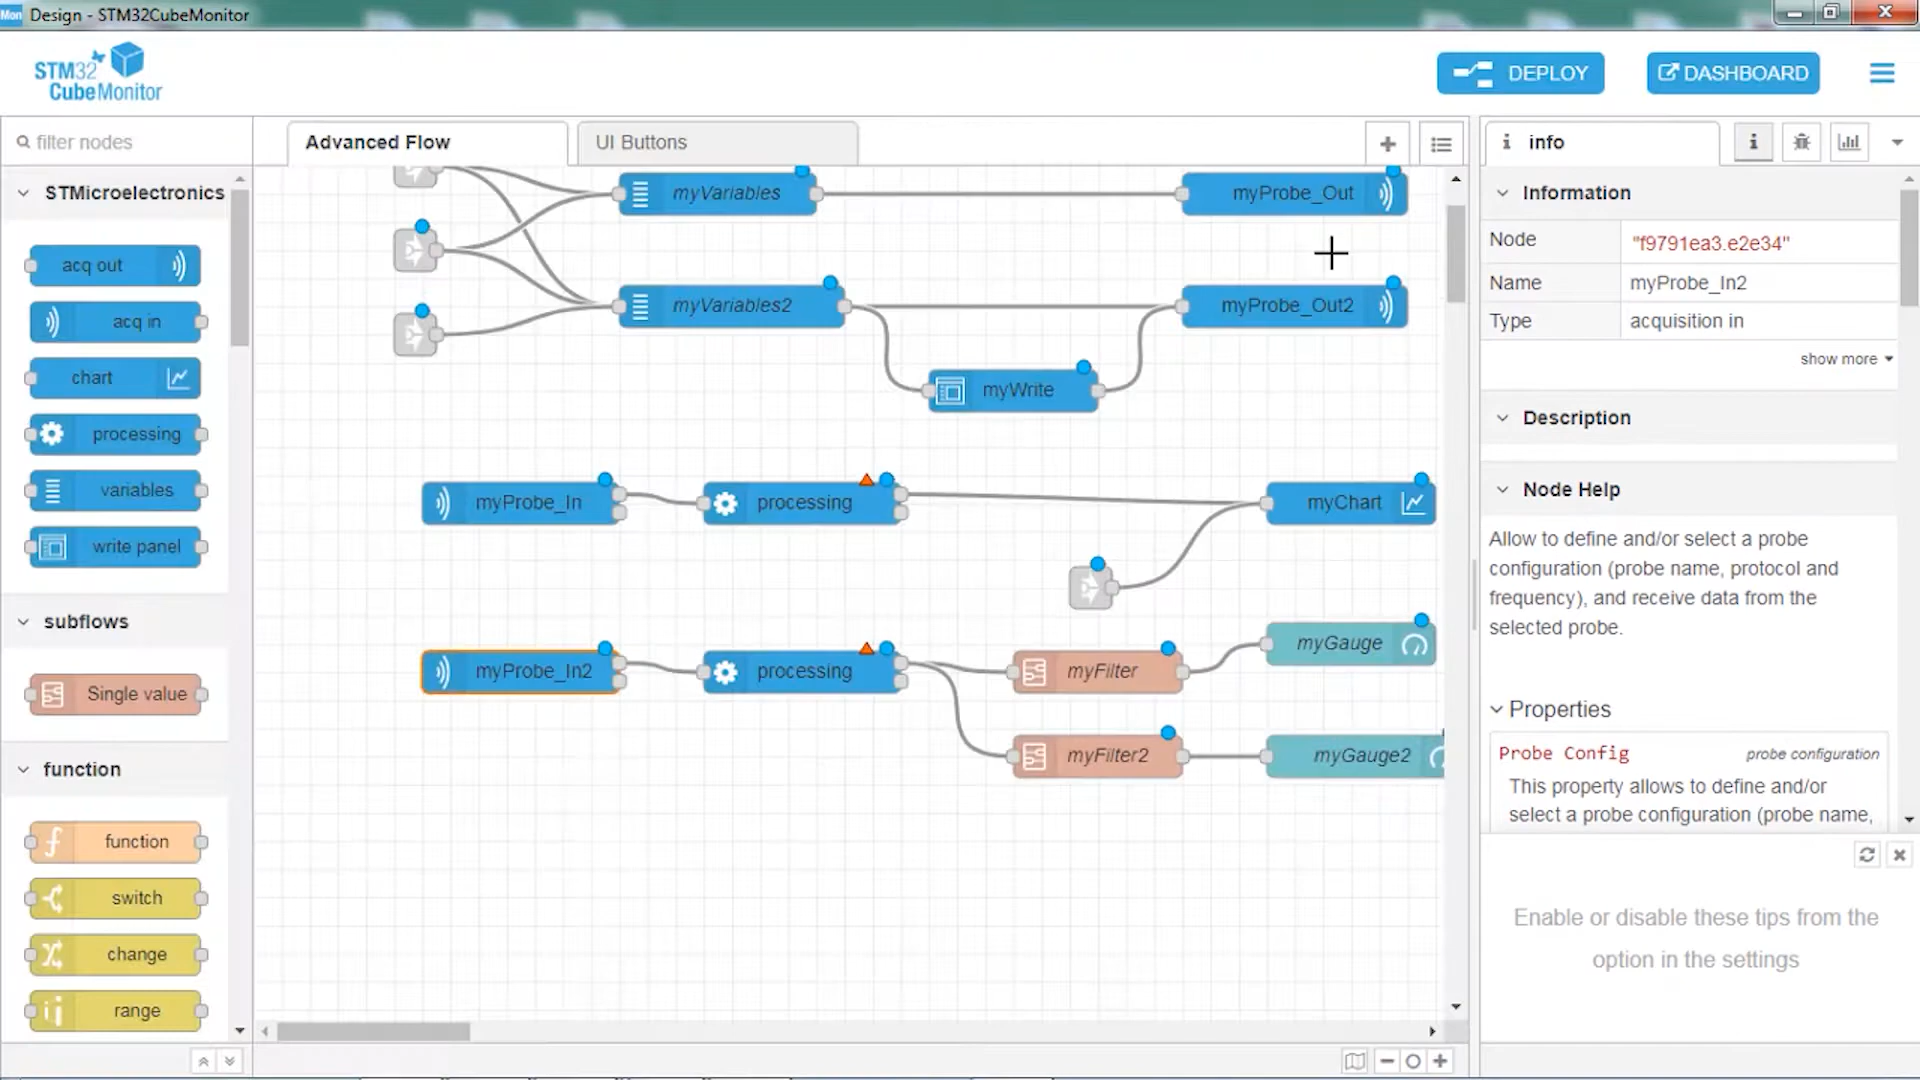 Mon Design - STM32CubeMonitor
STM32
CubeMonitor
DEPLOY
DASHBOARD
filter nodes
STMicroelectronics
acq out
acq in
chart
processing
variables
write panel
subflows
Single value
function
function
switch
change
range
Advanced Flow
UI Buttons
myVariables
myProbe_Out
myVariables2
myProbe_Out2
myWrite
myProbe_In
processing
myChart
myProbe_In2
processing
myFilter
myGauge
myFilter2
myGauge2
i info
i
Information
Node "f9791ea3.e2e34"
Name myProbe_In2
Type acquisition in
show more
Description
Node Help
Allow to define and/or select a probe
configuration (probe name, protocol and
frequency), and receive data from the
selected probe.
Properties
Probe Config probe configuration
This property allows to define and/or
select a probe configuration (probe name,
Enable or disable these tips from the
option in the settings